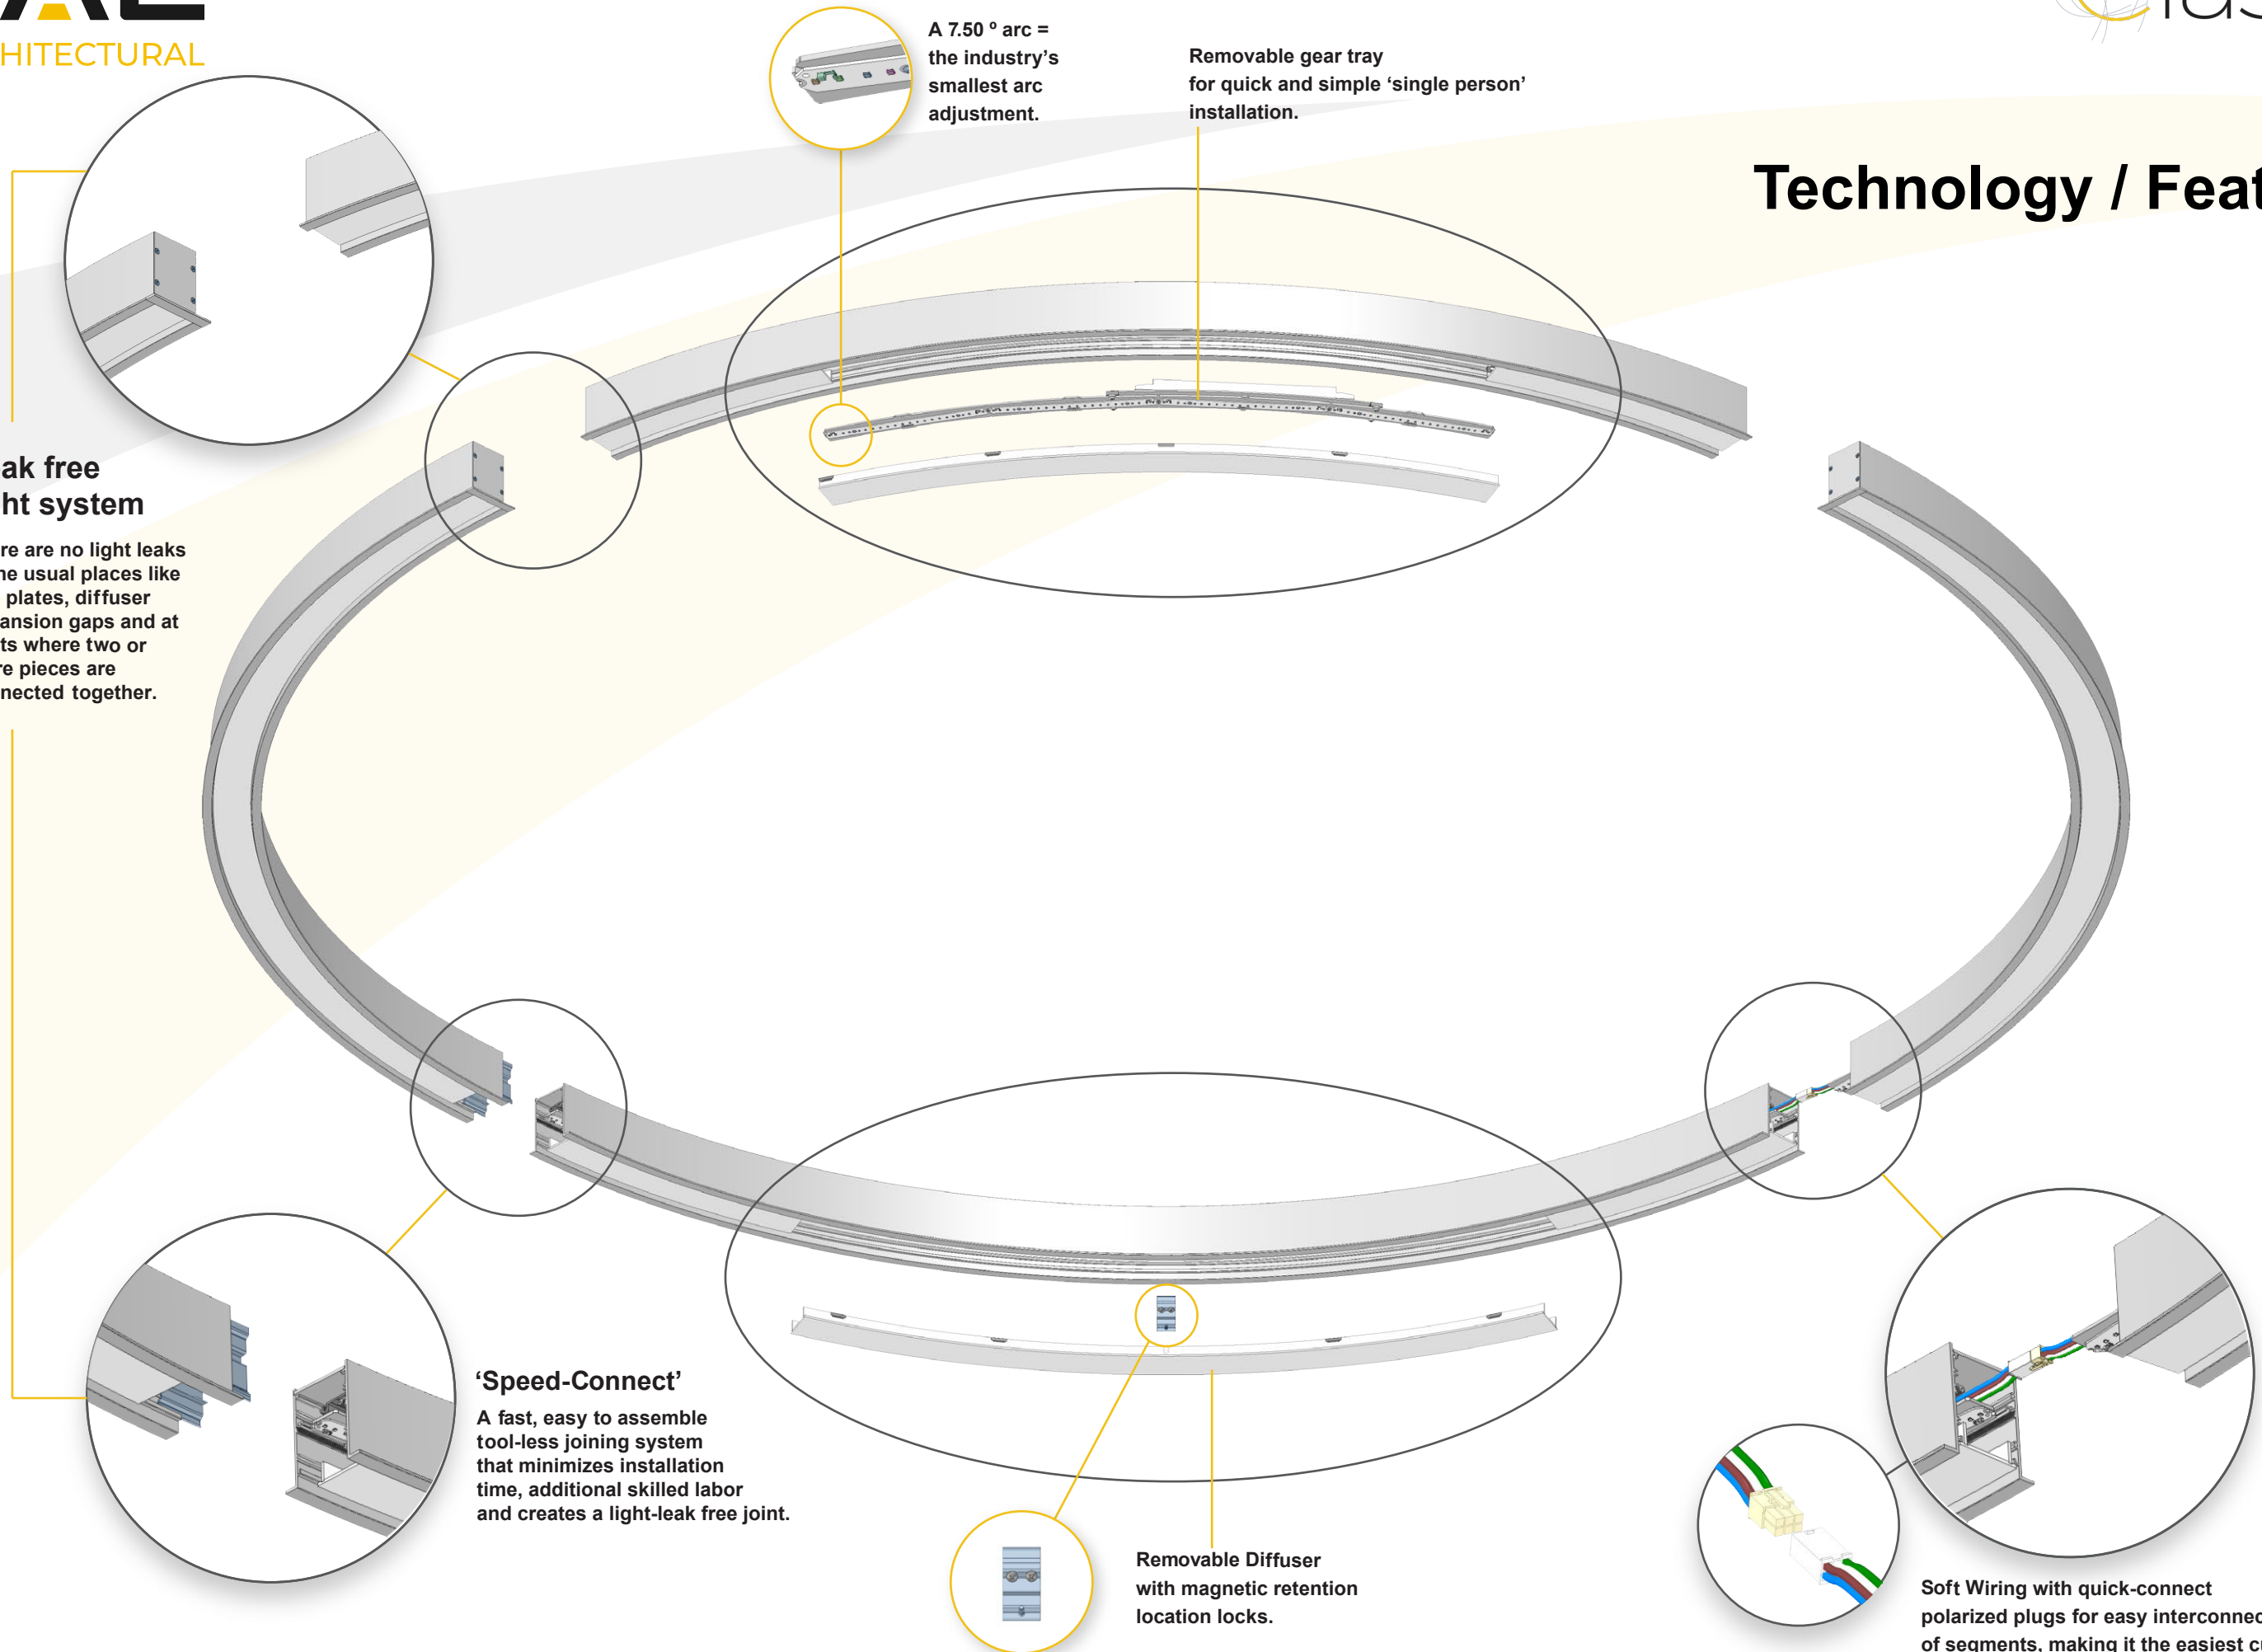 HITECTURAL
A 7.50 º arc =
the industry's
smallest arc
adjustment.
Removable gear tray
for quick and simple ‘single person’
installation.
Technology / Feat
ak free
ht system
re are no light leaks
he usual places like
plates, diffuser
ansion gaps and at
ts where two or
re pieces are
nected together.
‘Speed-Connect’
A fast, easy to assemble
tool-less joining system
that minimizes installation
time, additional skilled labor
and creates a light-leak free joint.
Removable Diffuser
with magnetic retention
location locks.
Soft Wiring with quick-connect
polarized plugs for easy interconnec
of segments, making it the easiest c